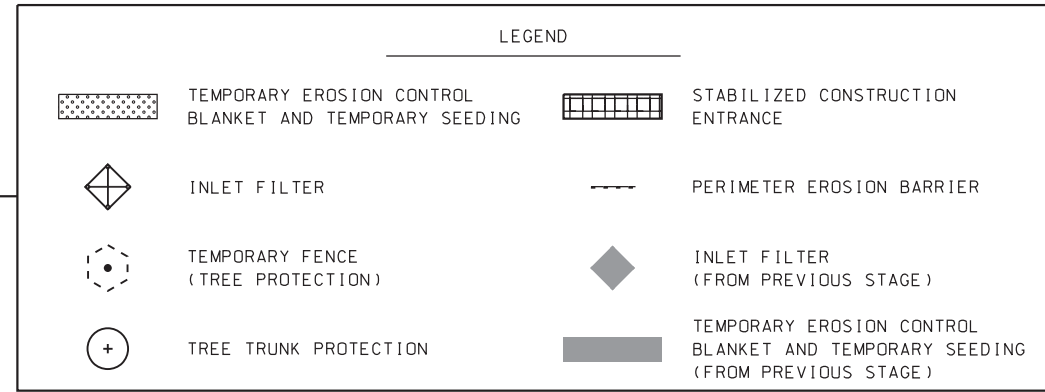 LEGEND
TEMPORARY EROSION CONTROL
BLANKET AND TEMPORARY SEEDING
INLET FILTER
TEMPORARY FENCE
(TREE PROTECTION)
TREE TRUNK PROTECTION
STABILIZED CONSTRUCTION
ENTRANCE
PERIMETER EROSION BARRIER
INLET FILTER
(FROM PREVIOUS STAGE)
TEMPORARY EROSION CONTROL
BLANKET AND TEMPORARY SEEDING
(FROM PREVIOUS STAGE)